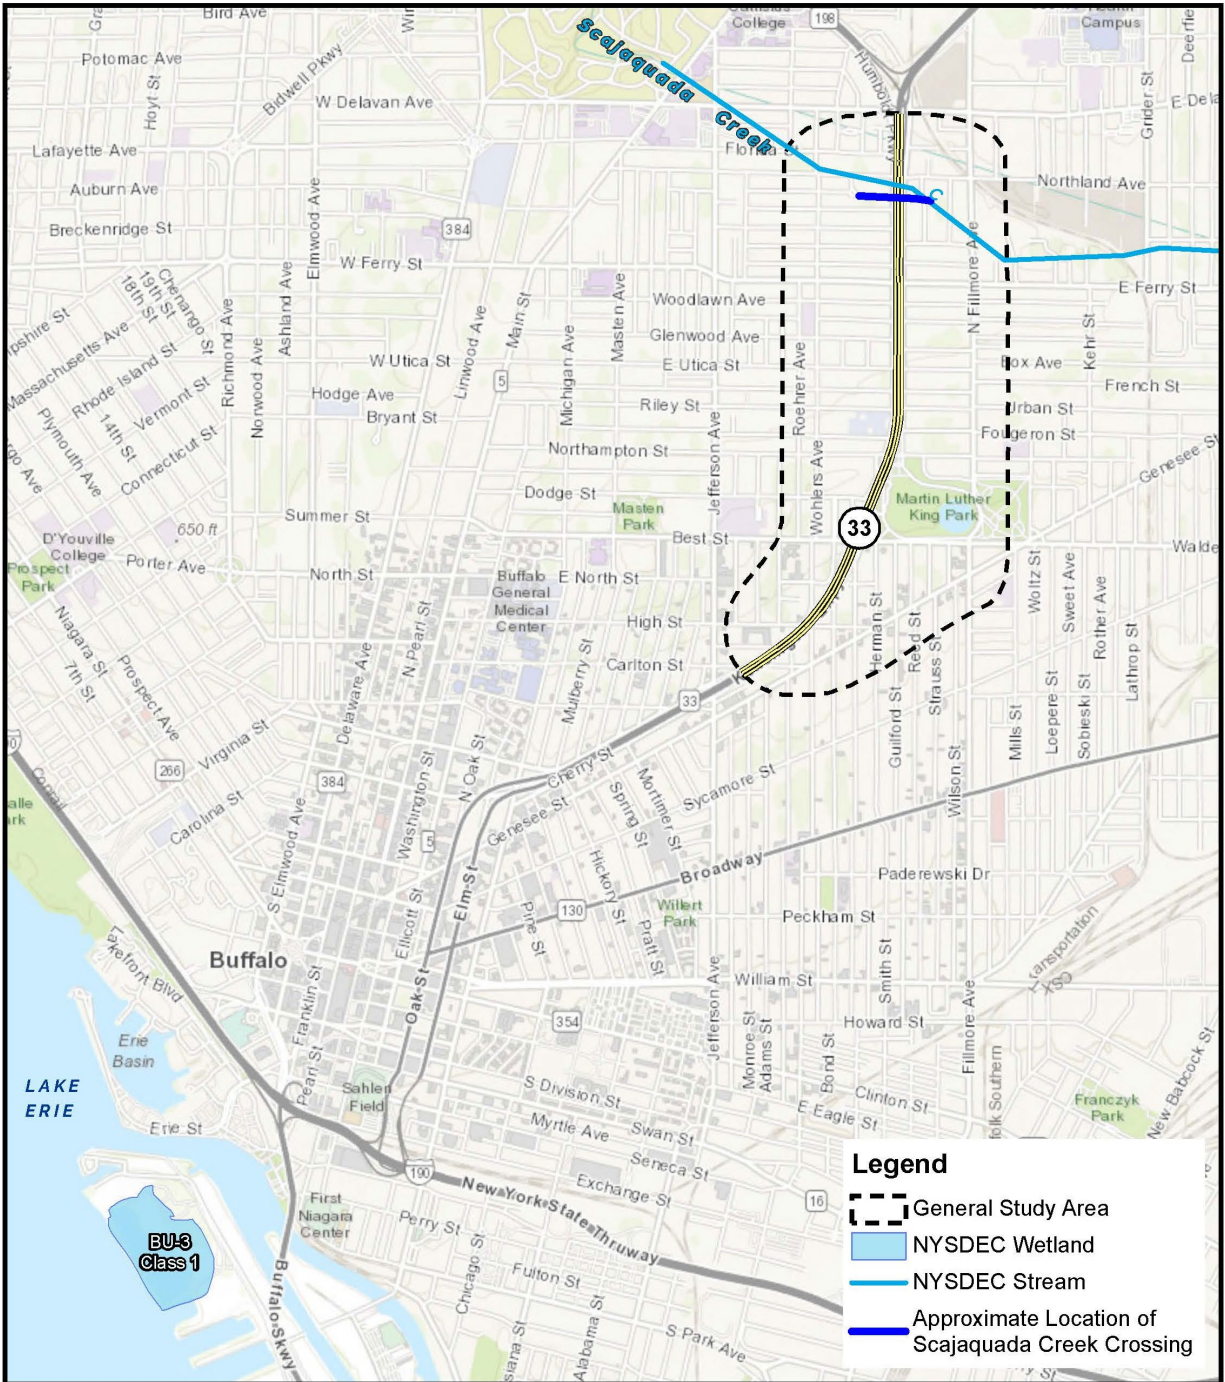 Bird Ave
College
198
Campus
Potomac Ave
Hoyt St
Bidwell Pkwy
W Delavan Ave
Scajaquada Creek
Grider St
Lafayette Ave
Florida St
Auburn Ave
Northland Ave
Breckenridge St
Elmwood Ave
384
W Ferry St
N Fillmore Ave
E Ferry St
Chenango St
19th St
18th St
Massachusetts Ave
Rhode Island St
Vermont St
14th St
Plymouth Ave
Connecticut St
Richmond Ave
Norwood Ave
Ashland Ave
W Utica St
Hodge Ave
Bryant St
Linwood Ave
Main St
5
Michigan Ave
Masten Ave
Woodlawn Ave
Glenwood Ave
E Utica St
Riley St
Northampton St
Dodge St
Jefferson Ave
Roehrer Ave
Wohlers Ave
Kehr St
French St
Fougeron St
Genesee St
Martin Luther
King Park
33
Masten
Park
Best St
Summer St
650 ft
D'Youville
College
Porter Ave
Prospect
Park
North St
Buffalo
General
Medical
Center
E North St
High St
Carlton St
Mulberry St
N Pearl St
Delaware Ave
Niagara St
7th St
Prospect Ave
Virginia St
266
Carolina St
384
Herman St
Reed St
Strauss St
Guilford St
Woltz St
Sweet Ave
Rother Ave
Lathrop St
Loepere St
Sobieski St
Mills St
Wilson St
33
Cherry St
Genesee St
N Oak St
Washington St
5
S Elmwood Ave
Ellicott St
Elm St
Oak St
Spring St
Mortimer St
Sycamore St
Hickory St
Broadway
130
Pine St
Pratt St
Willert
Park
Paderewski Dr
Peckham St
William St
Smith St
Howard St
Fillmore Ave
CSX
Buffalo
Lakefront Blvd
Franklin St
Pearl St
Erie
Basin
LAKE
ERIE
Erie St
Sahlen
Field
354
Jefferson Ave
Monroe St
Adams St
Bond St
Clinton St
E Eagle St
S Division St
Myrtle Ave
Swan St
Seneca St
Exchange St
Franczyk
Park
New Babcock St
190
New York State Thruway
First
Niagara
Center
Perry St
Fulton St
Chicago St
Alabama St
S Park Ave
Buffalo Skwy
16
BU-3
Class 1
Legend
General Study Area
NYSDEC Wetland
NYSDEC Stream
Approximate Location of
Scajaquada Creek Crossing